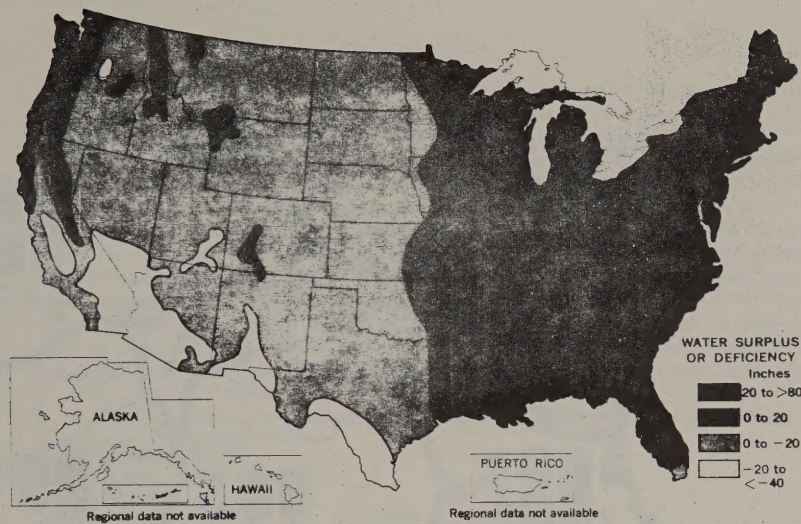 WATER SURPLUS
OR DEFICIENCY
Inches
20 to >80
0 to 20
0 to -20
-20 to
<-40
ALASKA
HAWAII
Regional data not available
PUERTO RICO
Regional data not available